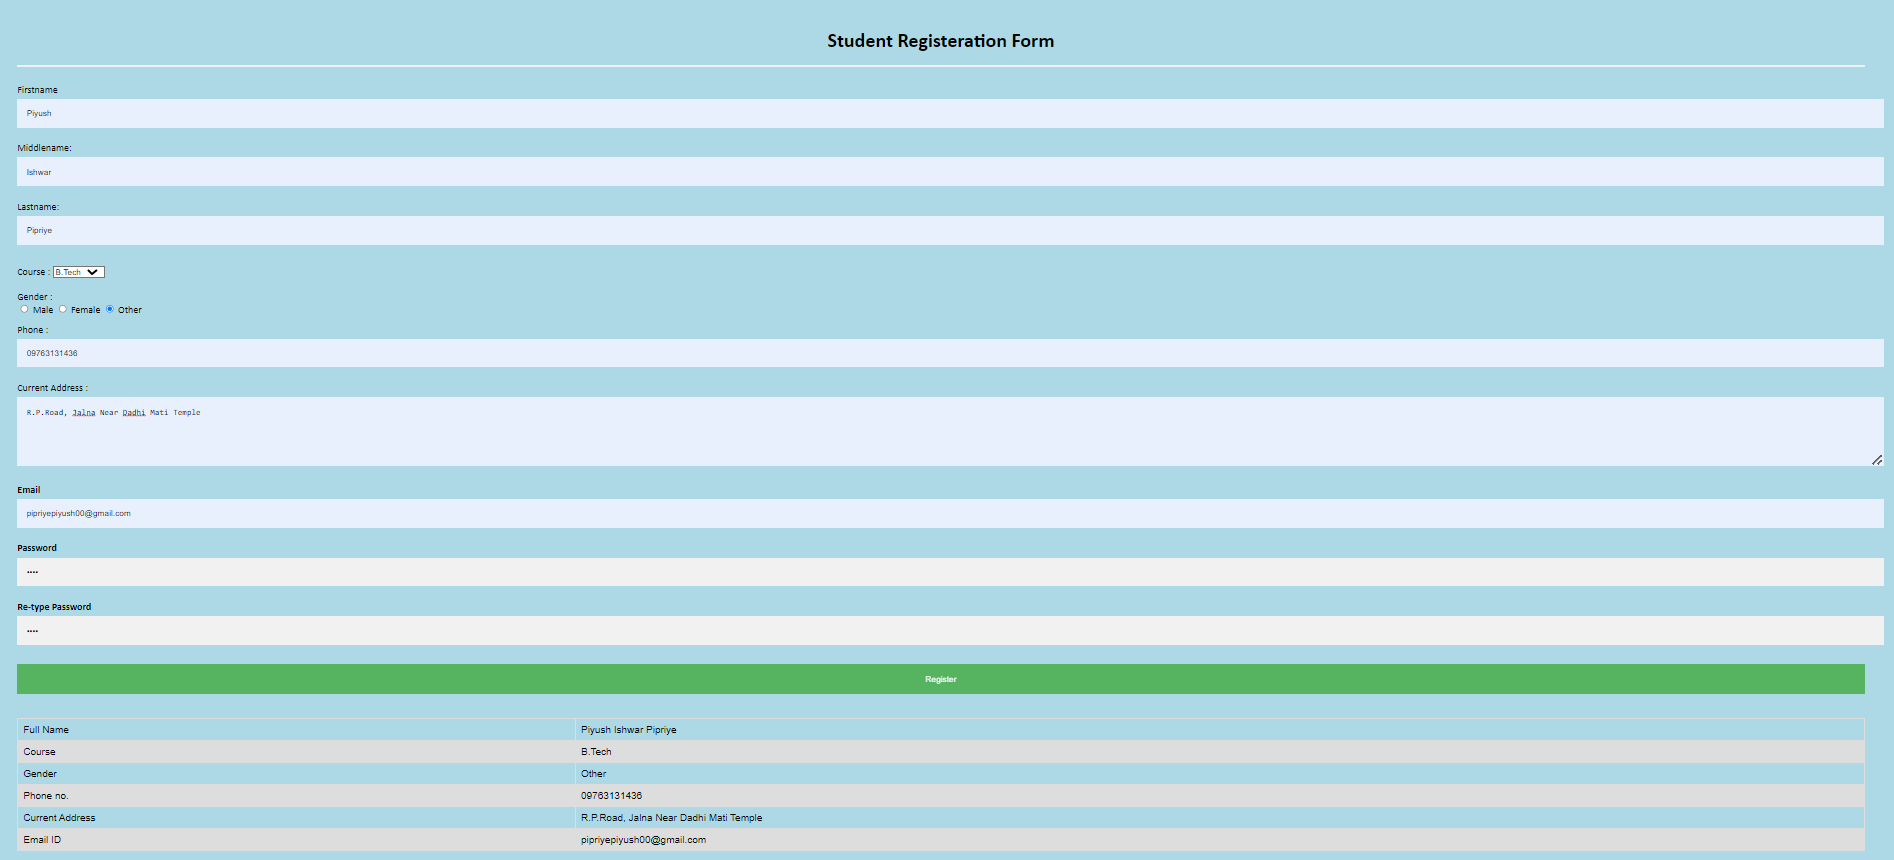 Student Registeration Form
Firstname
Piyush
Middlename:
Ishwar
Lastname:
Pipriye
Course : B.Tech
Gender :
Male Female Other
Phone :
09763131436
Current Address :
R.P.Road, Jalna Near Dadhi Mati Temple
Email
pipriyepiyush00@gmail.com
Password
••••
Re-type Password
••••
Register
Full Name Piyush Ishwar Pipriye
Course B.Tech
Gender Other
Phone no. 09763131436
Current Address R.P.Road, Jalna Near Dadhi Mati Temple
Email ID pipriyepiyush00@gmail.com